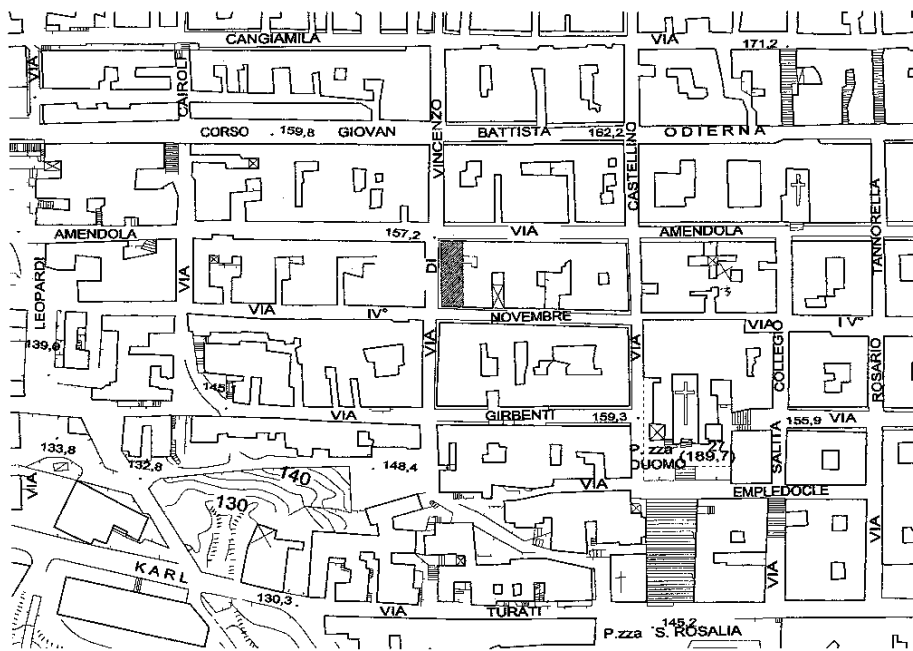 CANGIAMILA
VIA
171,2
VIA
CAIROLI
CORSO
159,8
GIOVAN
BATTISTA
162,2
ODIERNA
VINCENZO
CASTELLINO
TANNORELLA
AMENDOLA
157,2
VIA
AMENDOLA
DI
LEOPARDI
VIA
VIA
IV°
NOVEMBRE
VIA
IV°
139,6
VIA
VIA
COLLEGIO
ROSARIO
145
VIA
GIRBENTI
159,3
155,9
VIA
133,8
132,8
148,4
P.zza
DUOMO
27
(189,7)
SALITA
VIA
140
130
VIA
EMPLEDOCLE
VIA
KARL
130,3
VIA
TURATI
VIA
145,2
P.zza S. ROSALIA